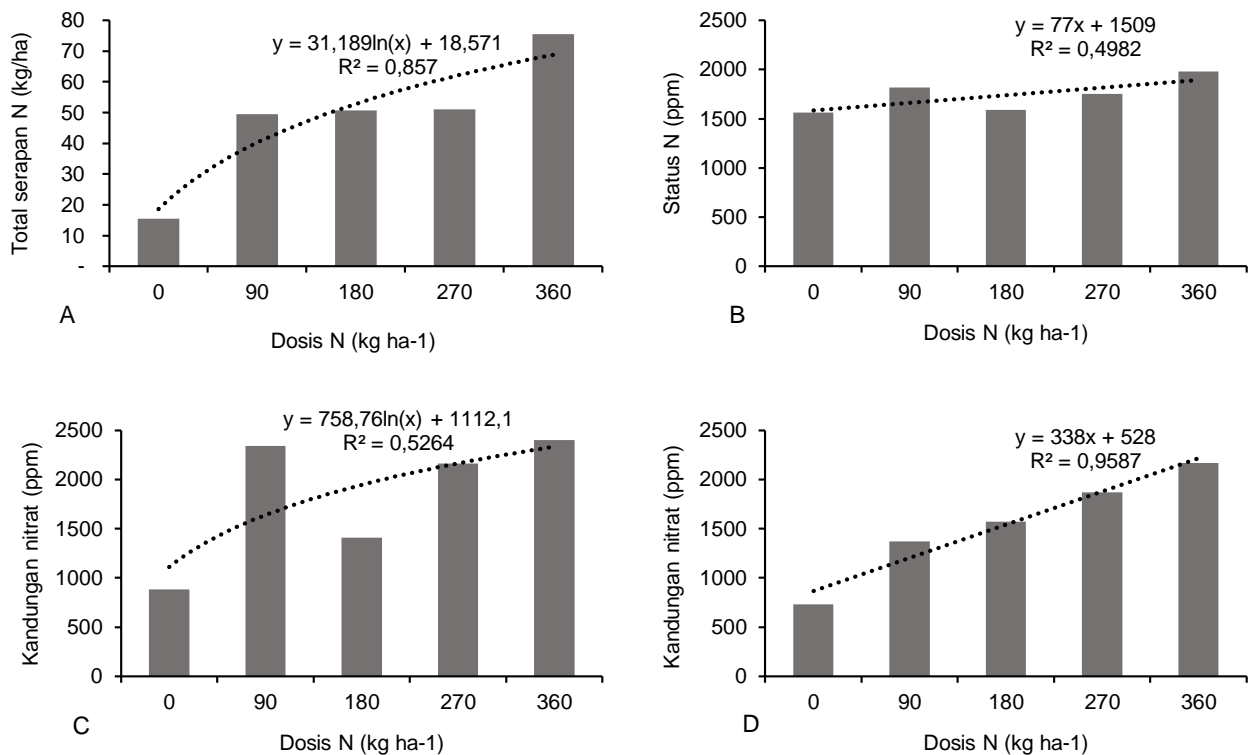 Total serapan N (kg/ha)
80
70
60
50
40
30
20
10
-
y = 31,189ln(x) + 18,571
R² = 0,857
0 90 180 270 360
A
Dosis N (kg ha-1)
Status N (ppm)
2500
2000
1500
1000
500
0
y = 77x + 1509
R² = 0,4982
0 90 180 270 360
B
Dosis N (kg ha-1)
Kandungan nitrat (ppm)
2500
2000
1500
1000
500
0
y = 758,76ln(x) + 1112,1
R² = 0,5264
0 90 180 270 360
C
Dosis N (kg ha-1)
Kandungan nitrat (ppm)
2500
2000
1500
1000
500
0
y = 338x + 528
R² = 0,9587
0 90 180 270 360
D
Dosis N (kg ha-1)